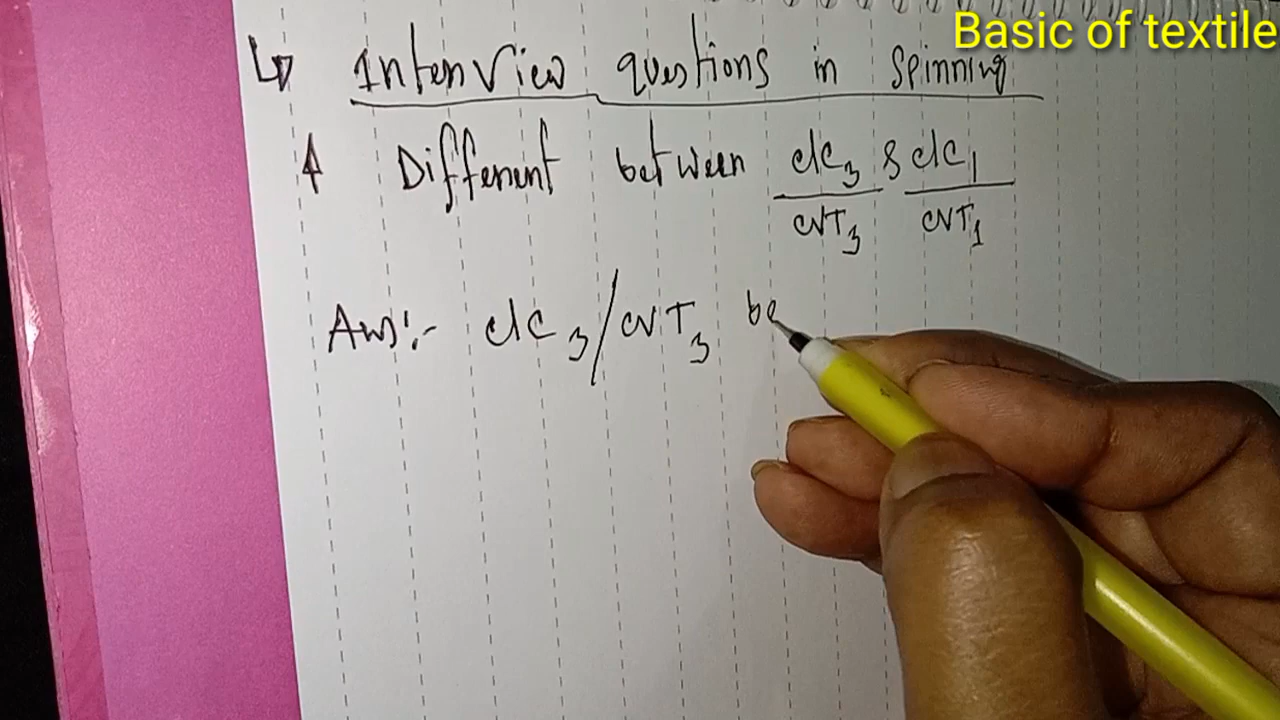 Basic of textile
Interview questions in spinning
Different between clc3 & clc1
cVT3 cVT1
Ans:- clc3/cVT3 be